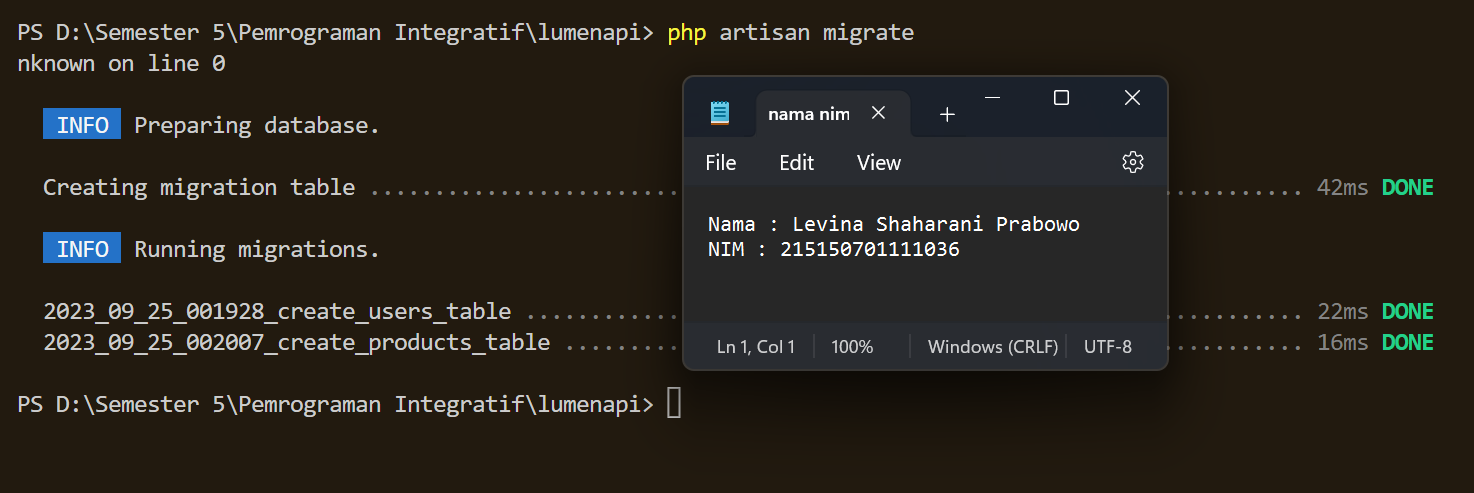 PS D:\Semester 5\Pemrograman Integratif\lumenapi> php artisan migrate
nknown on line 0
INFO Preparing database.
Creating migration table ........................................................................ 42ms DONE
INFO Running migrations.
2023_09_25_001928_create_users_table ............................................................ 22ms DONE
2023_09_25_002007_create_products_table ......................................................... 16ms DONE
PS D:\Semester 5\Pemrograman Integratif\lumenapi>
nama nim
File Edit View
Nama : Levina Shaharani Prabowo
NIM : 215150701111036
Ln 1, Col 1 100% Windows (CRLF) UTF-8